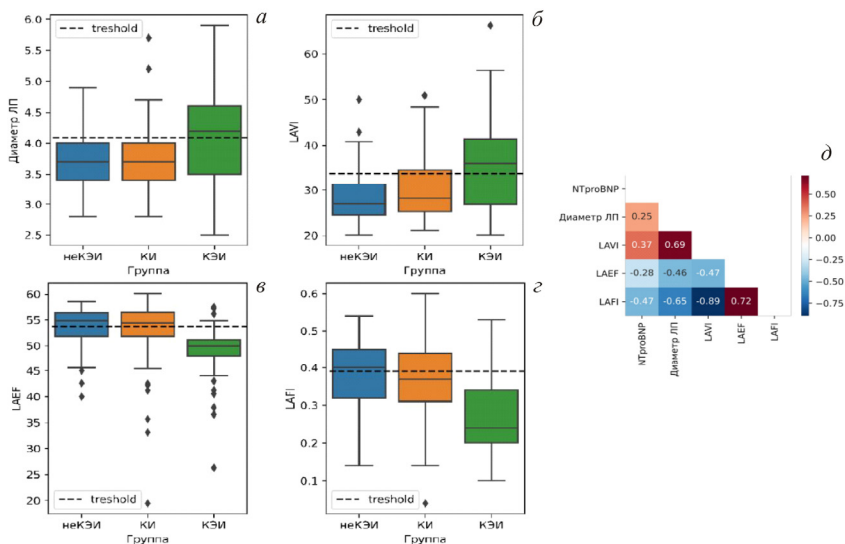 а
treshold
6.0
5.5
5.0
4.5
4.0
3.5
3.0
2.5
Диаметр ЛП
неКЭИ КИ КЭИ
Группа
б
treshold
60
50
40
30
20
LAVI
неКЭИ КИ КЭИ
Группа
в
60
55
50
45
40
35
30
25
20
LAEF
treshold
неКЭИ КИ КЭИ
Группа
г
0.6
0.5
0.4
0.3
0.2
0.1
LAFI
treshold
неКЭИ КИ КЭИ
Группа
д
NTproBNP
Диаметр ЛП 0.25
LAVI 0.37 0.69
LAEF -0.28 -0.46 -0.47
LAFI -0.47 -0.65 -0.89 0.72
NTproBNP Диаметр ЛП LAVI LAEF LAFI
0.50
0.25
0.00
-0.25
-0.50
-0.75